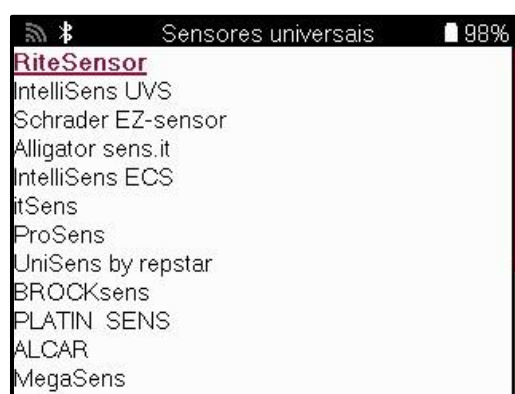 Sensores universais 98%
RiteSensor
IntelliSens UVS
Schrader EZ-sensor
Alligator sens.it
IntelliSens ECS
itSens
ProSens
UniSens by repstar
BROCKsens
PLATIN SENS
ALCAR
MegaSens